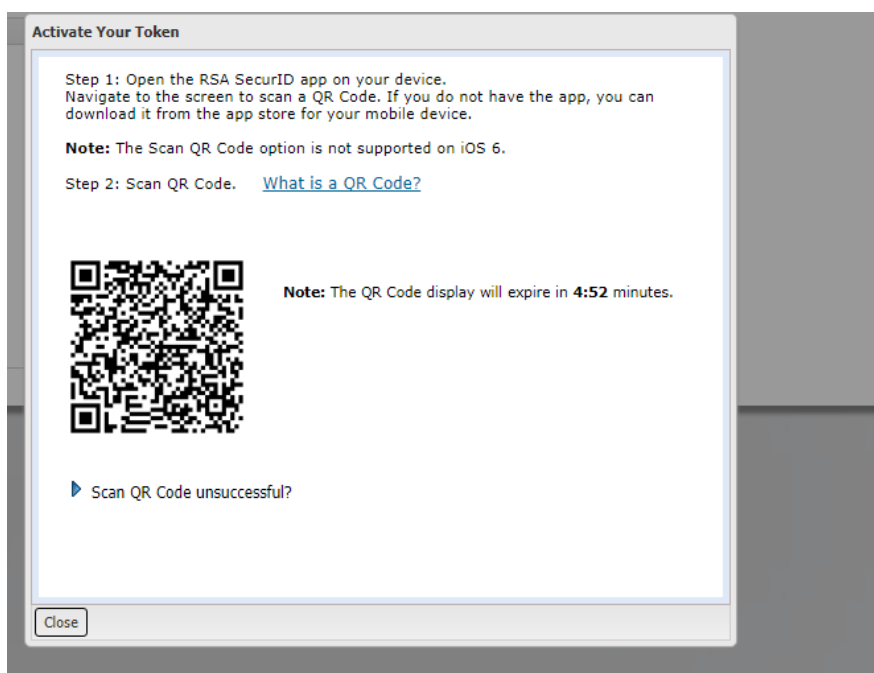 Activate Your Token
Step 1: Open the RSA SecurID app on your device.
Navigate to the screen to scan a QR Code. If you do not have the app, you can
download it from the app store for your mobile device.
Note: The Scan QR Code option is not supported on iOS 6.
Step 2: Scan QR Code. What is a QR Code?
Note: The QR Code display will expire in 4:52 minutes.
Scan QR Code unsuccessful?
Close